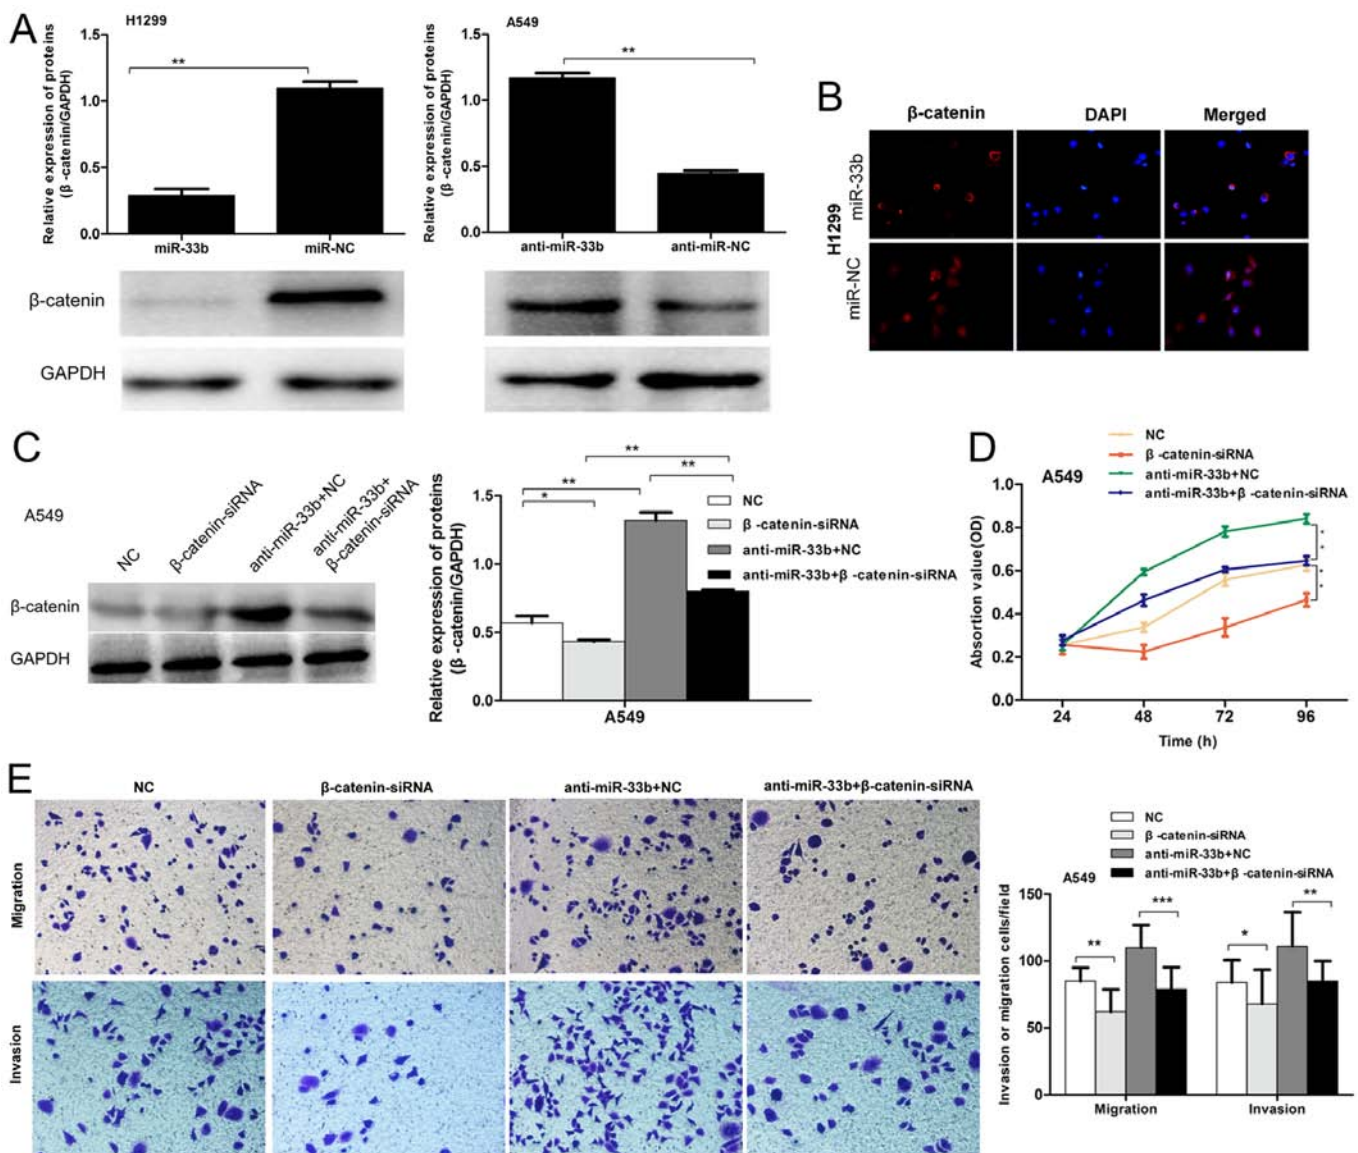 A
H1299
Relative expression of proteins
(β -catenin/GAPDH)
1.5
1.0
0.5
0.0
**
miR-33b
miR-NC
A549
Relative expression of proteins
(β -catenin/GAPDH)
1.5
1.0
0.5
0.0
**
anti-miR-33b
anti-miR-NC
β-catenin
GAPDH
B
β-catenin
DAPI
Merged
H1299
miR-33b
miR-NC
C
A549
NC
β-catenin-siRNA
anti-miR-33b+NC
anti-miR-33b+
β-catenin-siRNA
β-catenin
GAPDH
Relative expression of proteins
(β -catenin/GAPDH)
1.5
1.0
0.5
0.0
**
**
**
*
NC
β -catenin-siRNA
anti-miR-33b+NC
anti-miR-33b+β -catenin-siRNA
A549
D
NC
β -catenin-siRNA
anti-miR-33b+NC
anti-miR-33b+β -catenin-siRNA
A549
Absortion value(OD)
1.0
0.8
0.6
0.4
0.2
0.0
**
**
24
48
72
96
Time (h)
E
NC
β-catenin-siRNA
anti-miR-33b+NC
anti-miR-33b+β-catenin-siRNA
Migration
Invasion
NC
β -catenin-siRNA
anti-miR-33b+NC
anti-miR-33b+β -catenin-siRNA
A549
Invasion or migration cells/field
150
100
50
0
**
***
*
**
Migration
Invasion